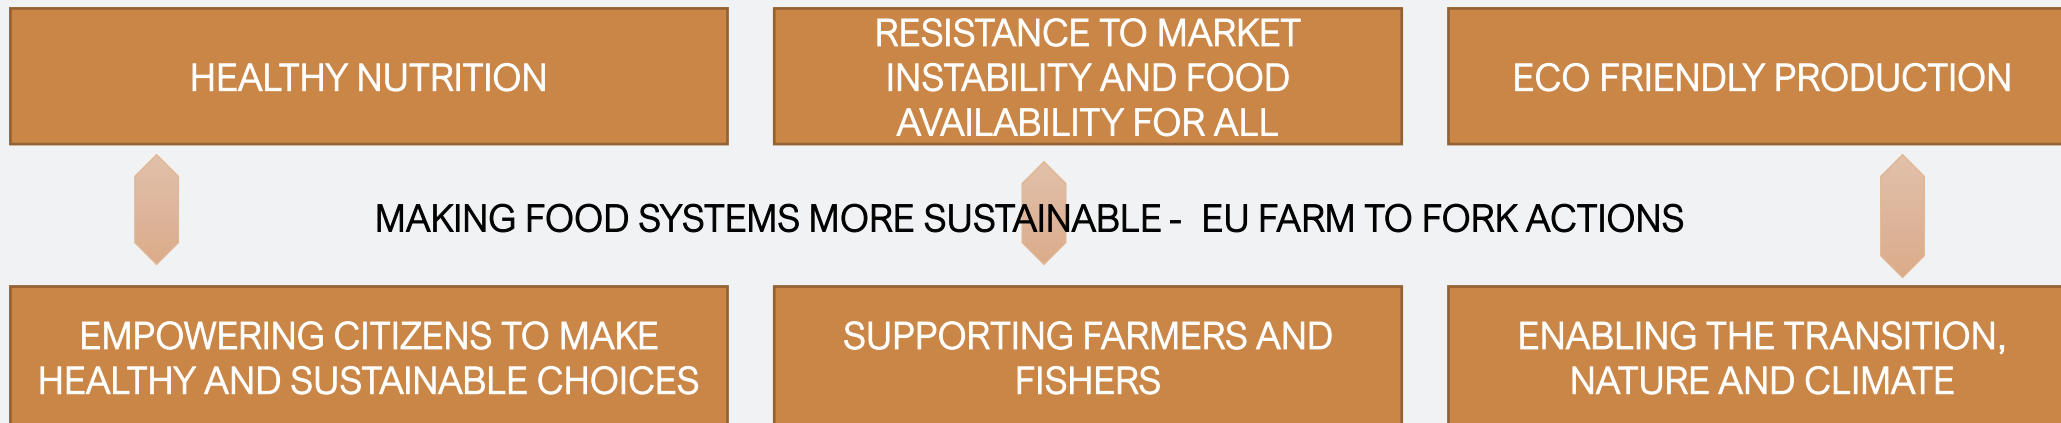 HEALTHY NUTRITION
RESISTANCE TO MARKET
INSTABILITY AND FOOD
AVAILABILITY FOR ALL
ECO FRIENDLY PRODUCTION
MAKING FOOD SYSTEMS MORE SUSTAINABLE - EU FARM TO FORK ACTIONS
EMPOWERING CITIZENS TO MAKE
HEALTHY AND SUSTAINABLE CHOICES
SUPPORTING FARMERS AND
FISHERS
ENABLING THE TRANSITION,
NATURE AND CLIMATE